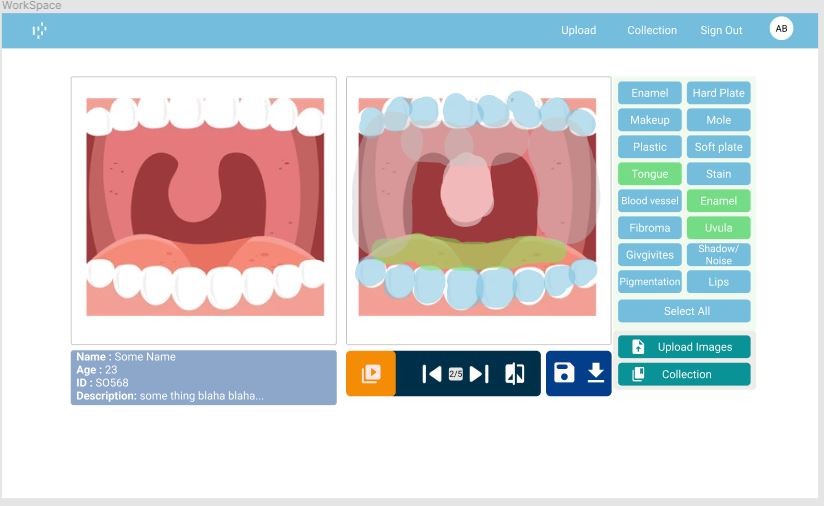 WorkSpace
Upload Collection Sign Out AB
Enamel Hard Plate
Makeup Mole
Plastic Soft plate
Tongue Stain
Blood vessel Enamel
Fibroma Uvula
Givgivites Shadow/
Noise
Pigmentation Lips
Select All
Name : Some Name
Age : 23
ID : SO568
Description: some thing blaha blaha...
2/5
Upload Images
Collection